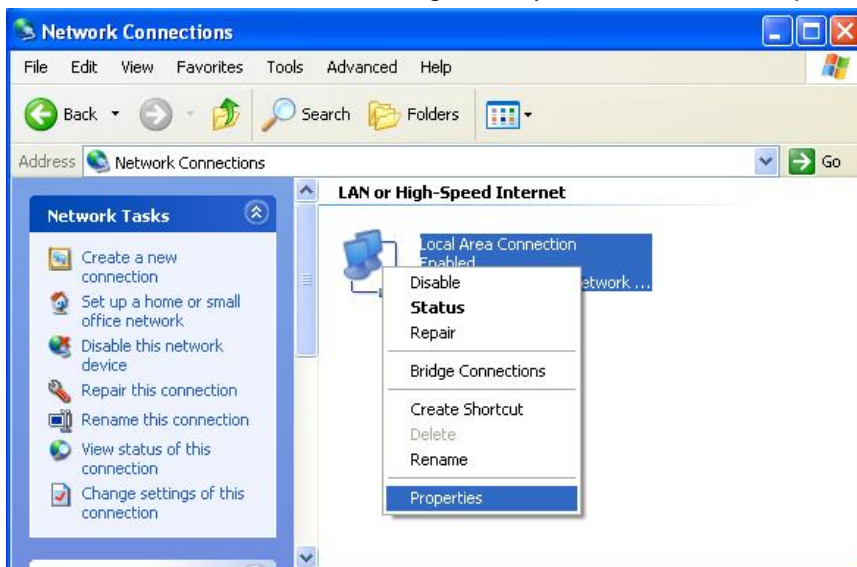 Network Connections
File Edit View Favorites Tools Advanced Help
Back Search Folders
Address Network Connections Go
Network Tasks
Create a new
connection
Set up a home or small
office network
Disable this network
device
Repair this connection
Rename this connection
View status of this
connection
Change settings of this
connection
LAN or High-Speed Internet
Local Area Connection
Enabled
etwork ...
Disable
Status
Repair
Bridge Connections
Create Shortcut
Delete
Rename
Properties